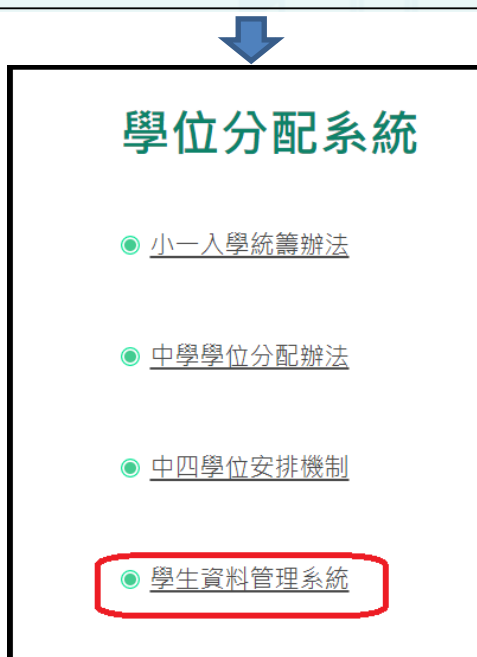 學位分配系統
小一入學統籌辦法
中學學位分配辦法
中四學位安排機制
學生資料管理系統